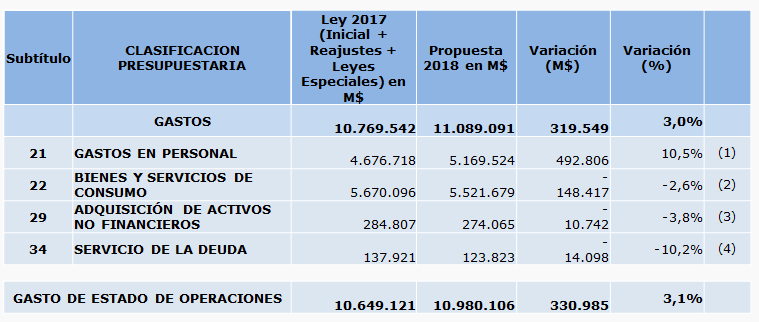 Subtítulo CLASIFICACION PRESUPUESTARIA Ley 2017 (Inicial + Reajustes + Leyes Especiales) en M$ Propuesta 2018 en M$ Variación (M$) Variación (%)
GASTOS 10.769.542 11.089.091 319.549 3,0%
21 GASTOS EN PERSONAL 4.676.718 5.169.524 492.806 10,5% (1)
22 BIENES Y SERVICIOS DE CONSUMO 5.670.096 5.521.679 -148.417 -2,6% (2)
29 ADQUISICIÓN DE ACTIVOS NO FINANCIEROS 284.807 274.065 -10.742 -3,8% (3)
34 SERVICIO DE LA DEUDA 137.921 123.823 -14.098 -10,2% (4)
GASTO DE ESTADO DE OPERACIONES 10.649.121 10.980.106 330.985 3,1%